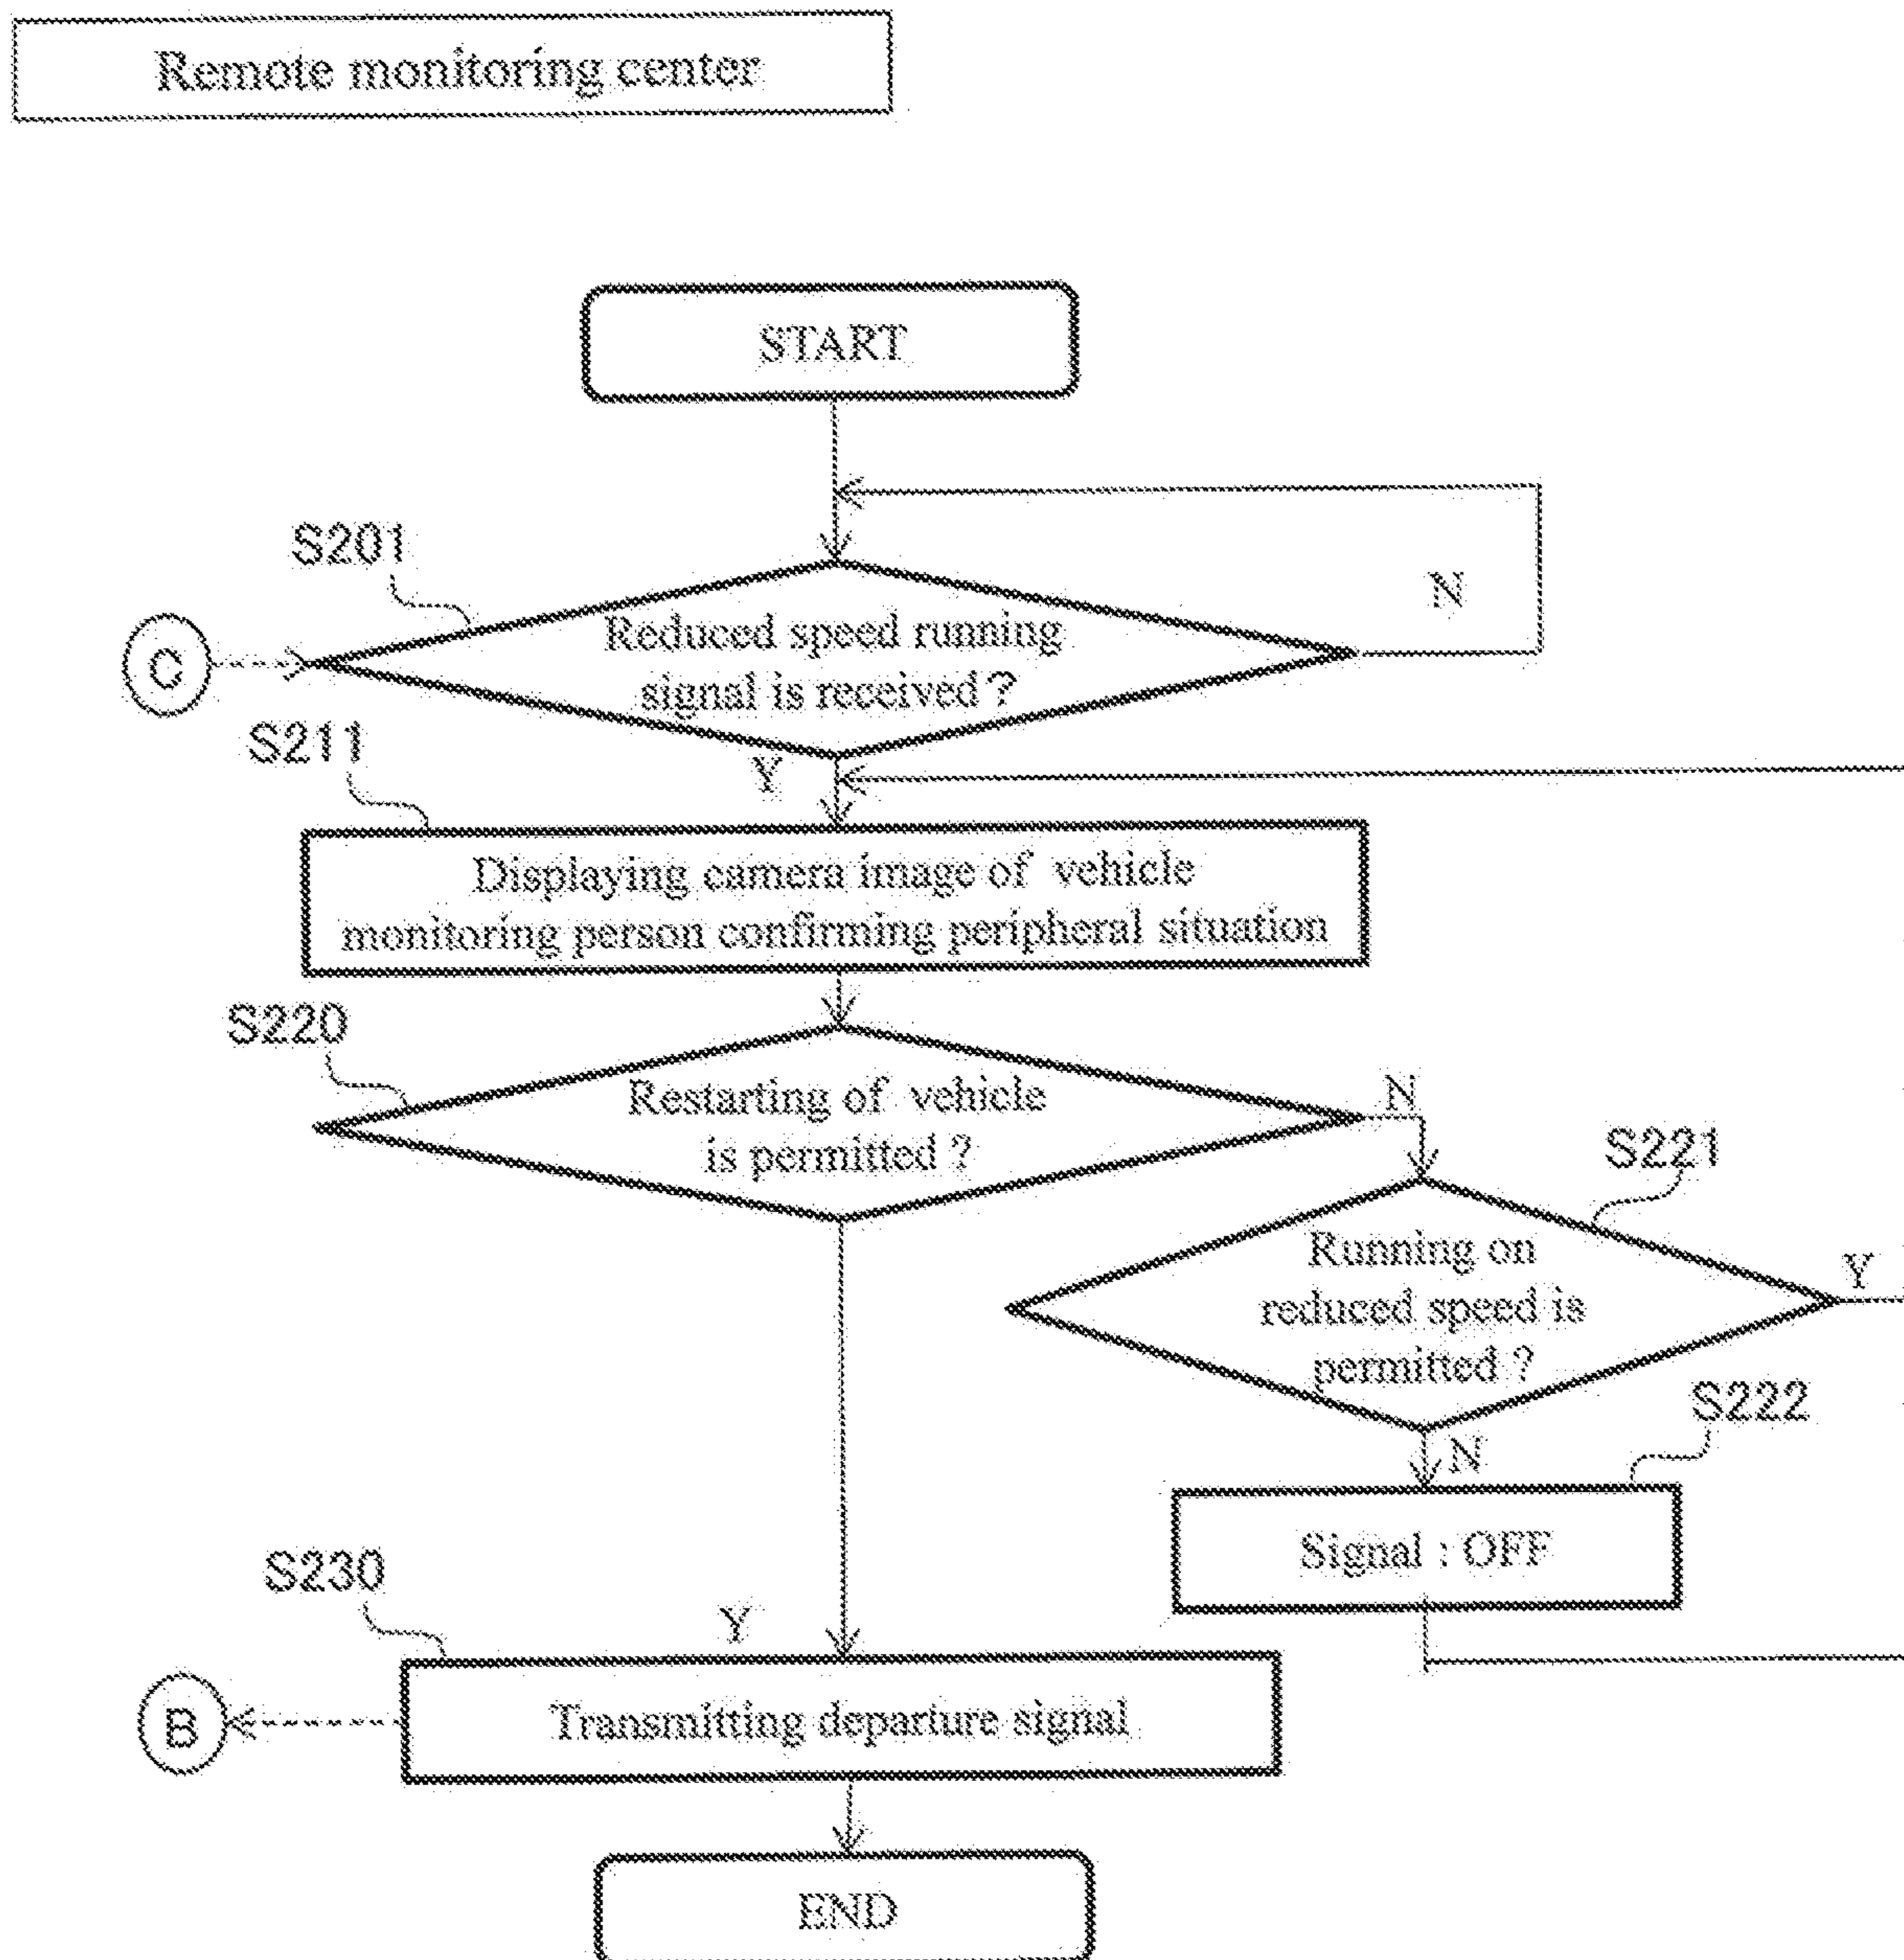 Remote monitoring center
START
S201
N
Reduced speed running
signal is received ?
C
S211
Y
Displaying camera image of vehicle
monitoring person confirming peripheral situation
S220
Restarting of vehicle
is permitted ?
N
S221
Running on
reduced speed is
permitted ?
Y
S222
N
Signal : OFF
S230
Y
Transmitting departure signal
B
END